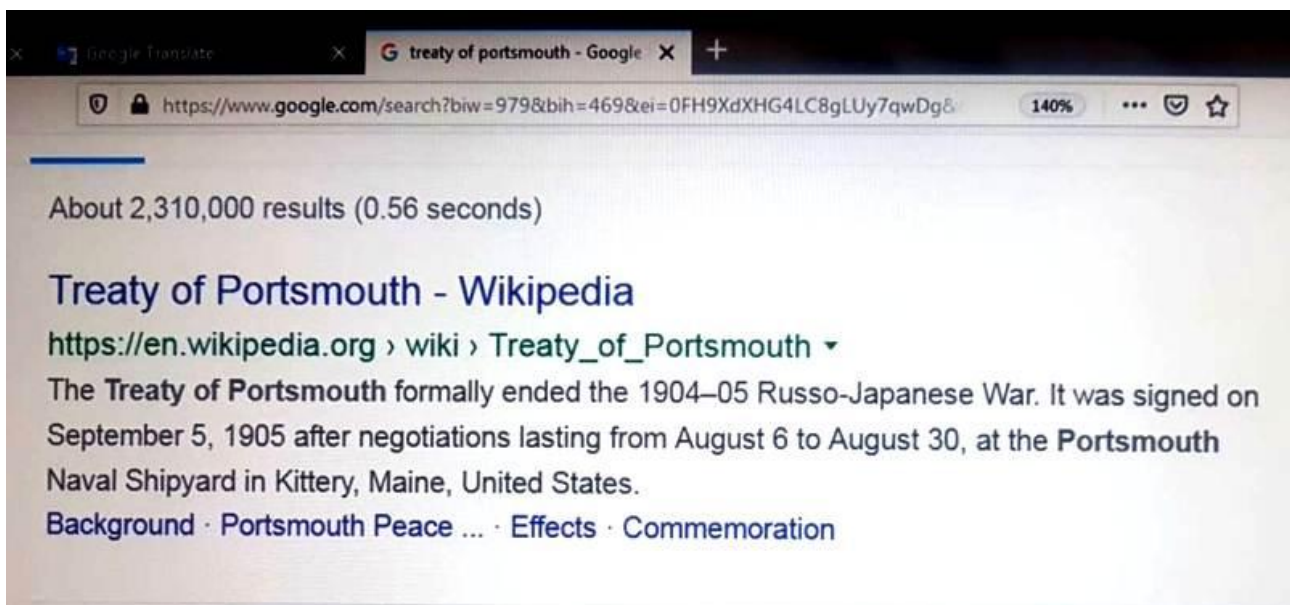 Google Translate
G treaty of portsmouth - Google
https://www.google.com/search?biw=979&bih=469&ei=0FH9XdXHG4LC8gLUy7qwDg&
140%
About 2,310,000 results (0.56 seconds)
Treaty of Portsmouth - Wikipedia
https://en.wikipedia.org › wiki › Treaty_of_Portsmouth
The Treaty of Portsmouth formally ended the 1904–05 Russo-Japanese War. It was signed on
September 5, 1905 after negotiations lasting from August 6 to August 30, at the Portsmouth
Naval Shipyard in Kittery, Maine, United States.
Background · Portsmouth Peace ... · Effects · Commemoration